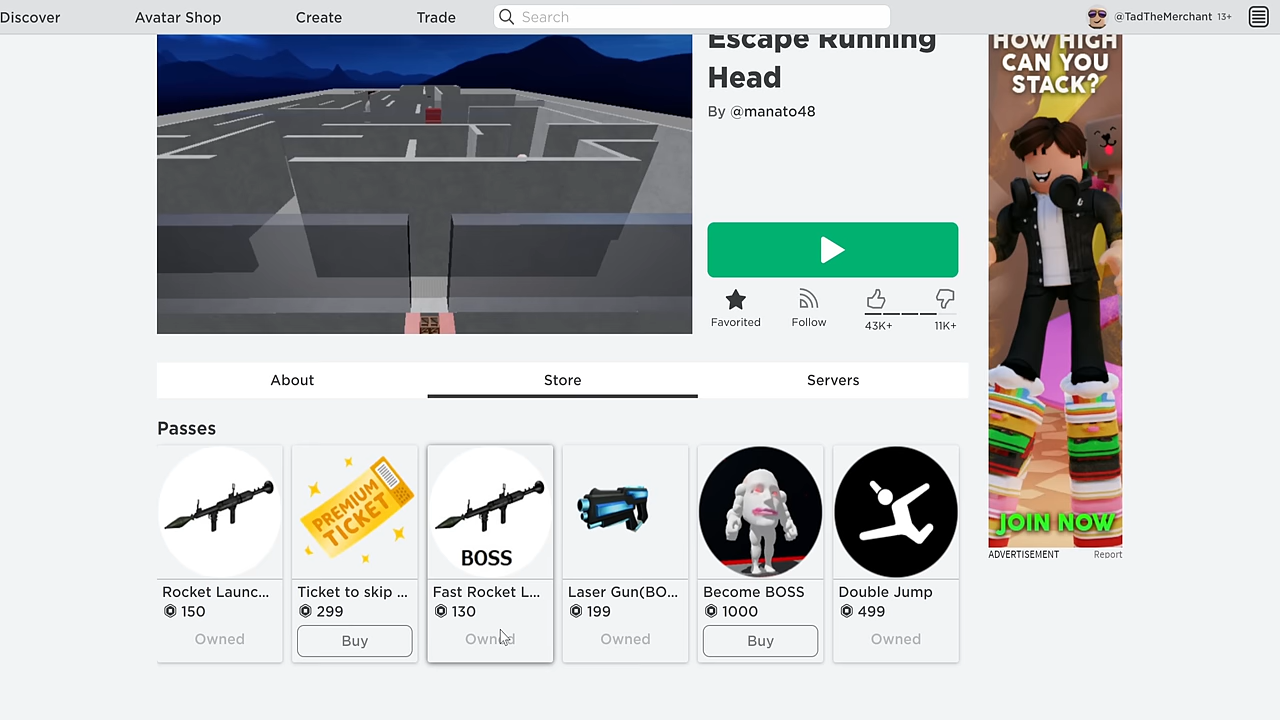 Discover
Avatar Shop
Create
Trade
Search
@TadTheMerchant 13+
Escape Running
Head
By @manato48
HOW HIGH
CAN YOU
STACK?
Favorited
Follow
43K+
11K+
About
Store
Servers
Passes
PREMIUM
TICKET
BOSS
Rocket Launc...
Ticket to skip ...
Fast Rocket L...
Laser Gun(BO...
Become BOSS
Double Jump
150
299
130
199
1000
499
Owned
Buy
Owned
Owned
Buy
Owned
JOIN NOW
ADVERTISEMENT
Report